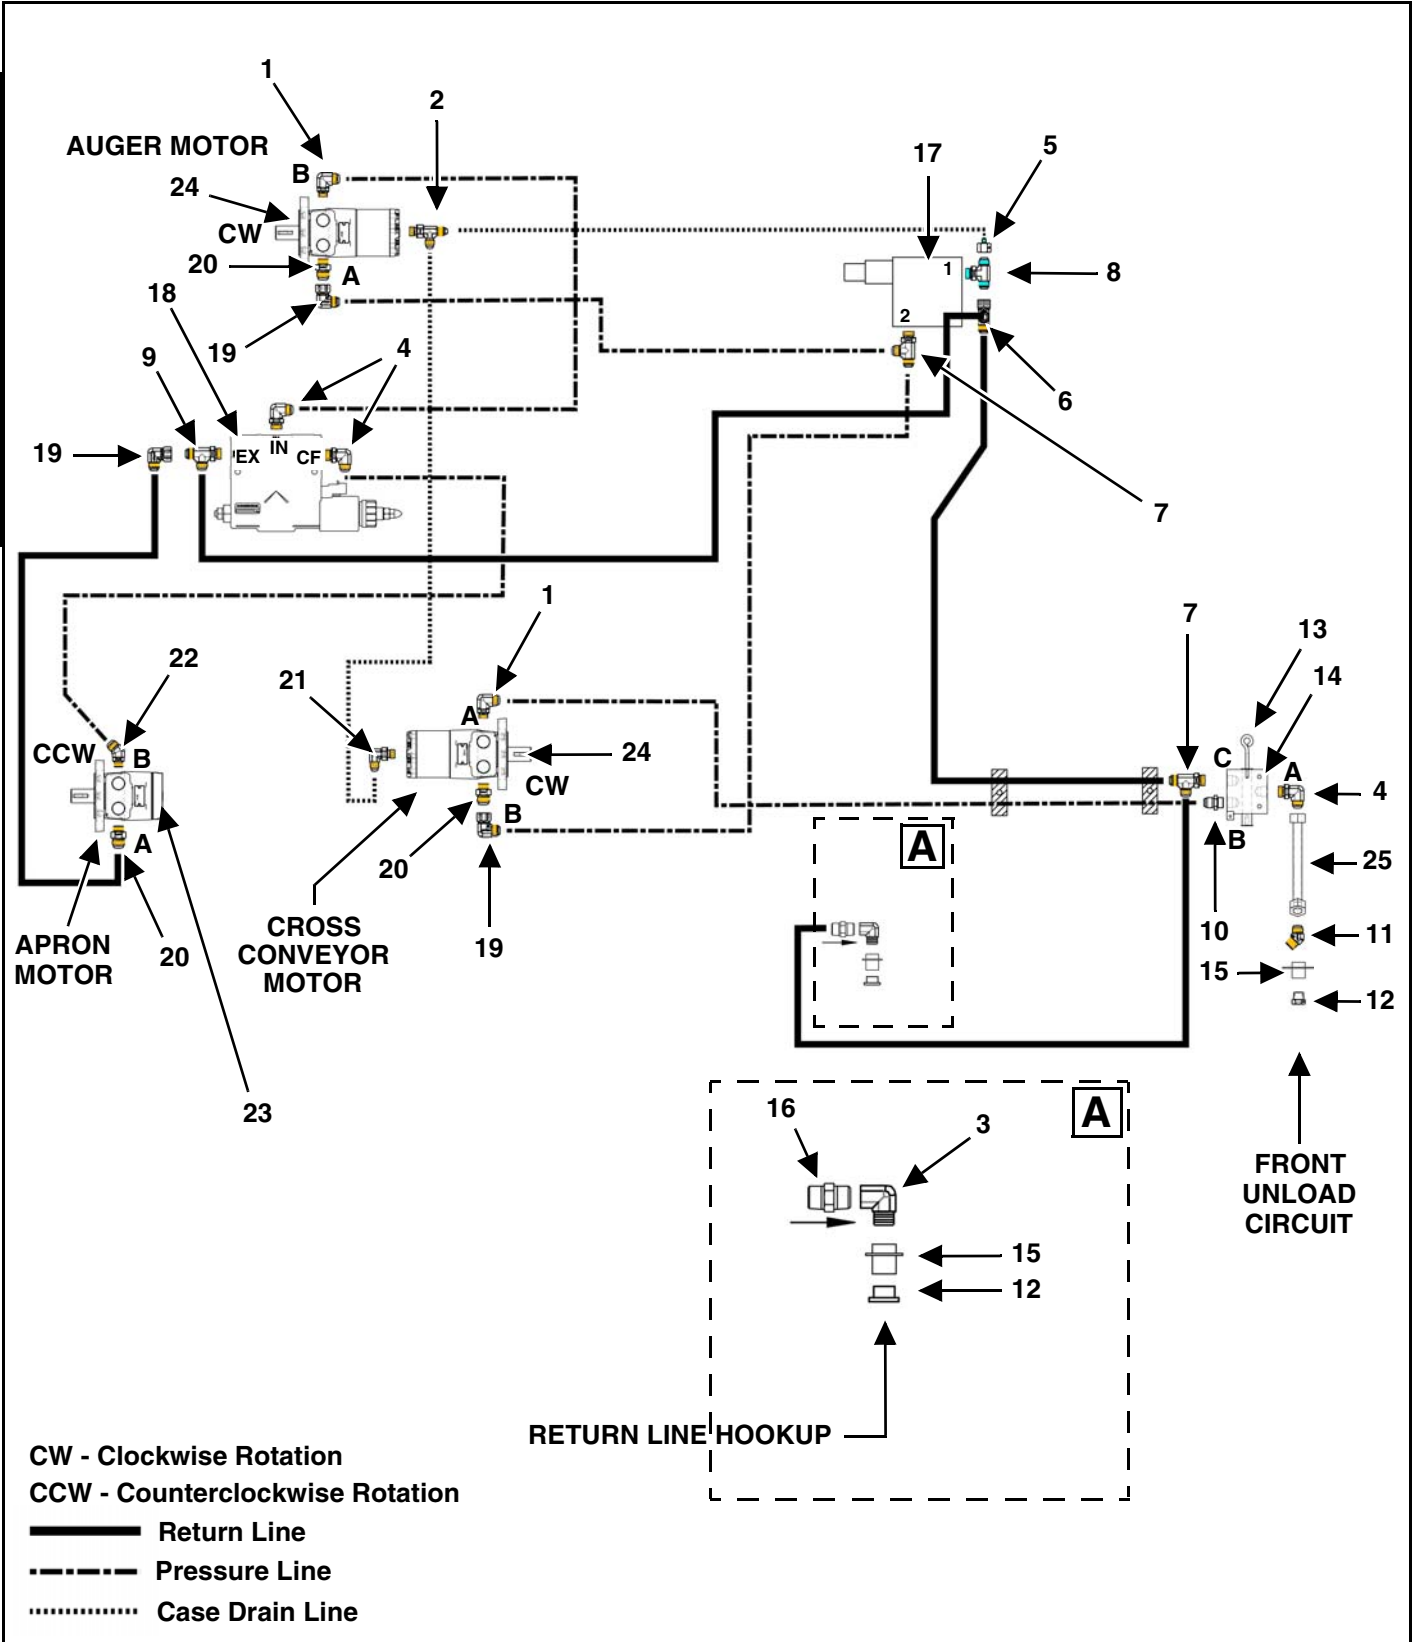 1
2
AUGER MOTOR
B
24
CW
20
A
18
19
17
5
1
8
2
6
9
4
7
19
EX
IN
CF
1
22
21
CCW
B
A
24
CW
B
20
19
A
20
APRON
MOTOR
CROSS
CONVEYOR
MOTOR
23
7
13
14
C
A
4
B
10
25
11
15
12
A
FRONT
UNLOAD
CIRCUIT
A
16
3
15
12
RETURN LINE HOOKUP
CW - Clockwise Rotation
CCW - Counterclockwise Rotation
Return Line
Pressure Line
Case Drain Line